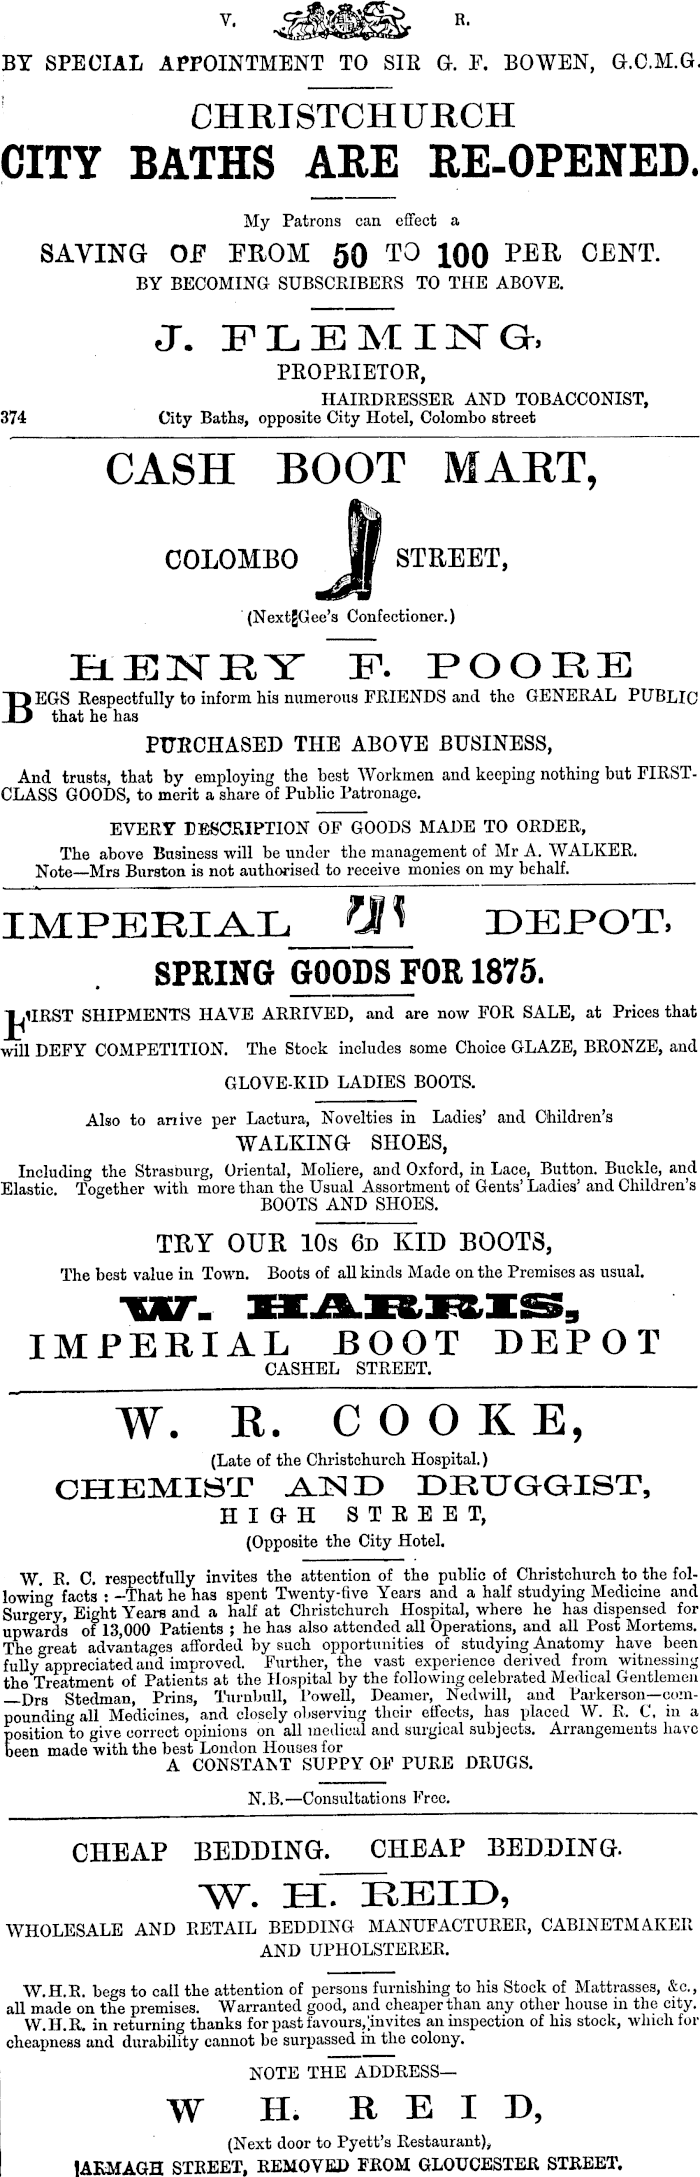 V. R.
BY SPECIAL APPOINTMENT TO SIR G. F. BOWEN, G.C.M.G.
CHRISTCHURCH
CITY BATHS ARE RE-OPENED.
My Patrons can effect a
SAVING OF FROM 50 TO 100 PER CENT.
BY BECOMING SUBSCRIBERS TO THE ABOVE.
J. FLEMING,
PROPRIETOR,
HAIRDRESSER AND TOBACCONIST,
374 City Baths, opposite City Hotel, Colombo street
CASH BOOT MART,
COLOMBO STREET,
(Next Gee's Confectioner.)
HENRY F. POORE
BEGS Respectfully to inform his numerous FRIENDS and the GENERAL PUBLIC
that he has
PURCHASED THE ABOVE BUSINESS,
And trusts, that by employing the best Workmen and keeping nothing but FIRST-
CLASS GOODS, to merit a share of Public Patronage.
EVERY DESCRIPTION OF GOODS MADE TO ORDER,
The above Business will be under the management of Mr A. WALKER.
Note—Mrs Burston is not authorised to receive monies on my behalf.
IMPERIAL DEPOT,
SPRING GOODS FOR 1875.
FIRST SHIPMENTS HAVE ARRIVED, and are now FOR SALE, at Prices that
will DEFY COMPETITION. The Stock includes some Choice GLAZE, BRONZE, and
GLOVE-KID LADIES BOOTS.
Also to arrive per Lactura, Novelties in Ladies' and Children's
WALKING SHOES,
Including the Strasburg, Oriental, Moliere, and Oxford, in Lace, Button. Buckle, and
Elastic. Together with more than the Usual Assortment of Gents' Ladies' and Children's
BOOTS AND SHOES.
TRY OUR 10s 6D KID BOOTS,
The best value in Town. Boots of all kinds Made on the Premises as usual.
W. HARRIS,
IMPERIAL BOOT DEPOT
CASHEL STREET.
W. R. COOKE,
(Late of the Christchurch Hospital.)
CHEMIST AND DRUGGIST,
HIGH STREET,
(Opposite the City Hotel.
W. R. C. respectfully invites the attention of the public of Christchurch to the fol-
lowing facts : —That he has spent Twenty-five Years and a half studying Medicine and
Surgery, Eight Years and a half at Christchurch Hospital, where he has dispensed for
upwards of 13,000 Patients ; he has also attended all Operations, and all Post Mortems.
The great advantages afforded by such opportunities of studying Anatomy have been
fully appreciated and improved. Further, the vast experience derived from witnessing
the Treatment of Patients at the Hospital by the following celebrated Medical Gentlemen
—Drs Stedman, Prins, Turnbull, Powell, Deamer, Nedwill, and Parkerson—com-
pounding all Medicines, and closely observing their effects, has placed W. R. C. in a
position to give correct opinions on all medical and surgical subjects. Arrangements have
been made with the best London Houses for
A CONSTANT SUPPY OF PURE DRUGS.
N.B.—Consultations Free.
CHEAP BEDDING. CHEAP BEDDING.
W. H. REID,
WHOLESALE AND RETAIL BEDDING MANUFACTURER, CABINETMAKER
AND UPHOLSTERER.
W.H.R. begs to call the attention of persons furnishing to his Stock of Mattrasses, &c.,
all made on the premises. Warranted good, and cheaper than any other house in the city.
W.H.R. in returning thanks for past favours, invites an inspection of his stock, which for
cheapness and durability cannot be surpassed in the colony.
NOTE THE ADDRESS—
W H. REID,
(Next door to Pyett's Restaurant),
ARMAGH STREET, REMOVED FROM GLOUCESTER STREET.